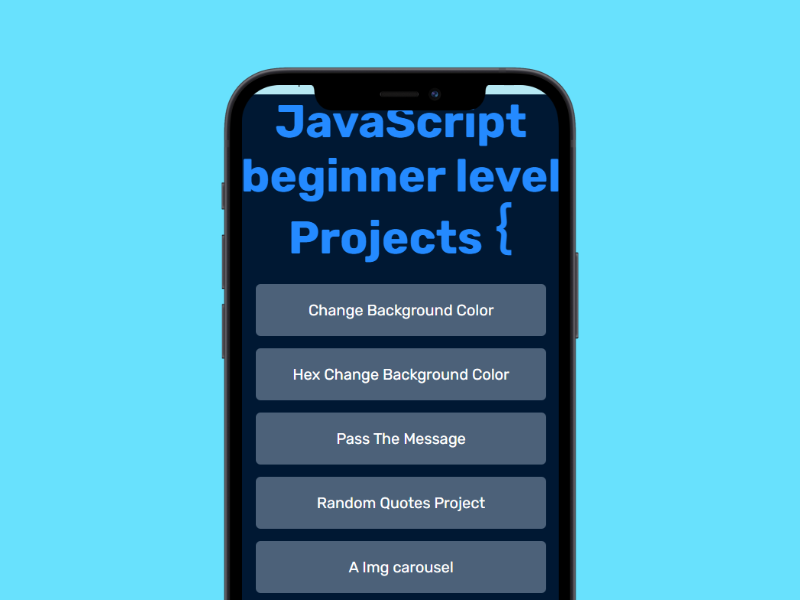 JavaScript
beginner level
Projects {
Change Background Color
Hex Change Background Color
Pass The Message
Random Quotes Project
A Img carousel